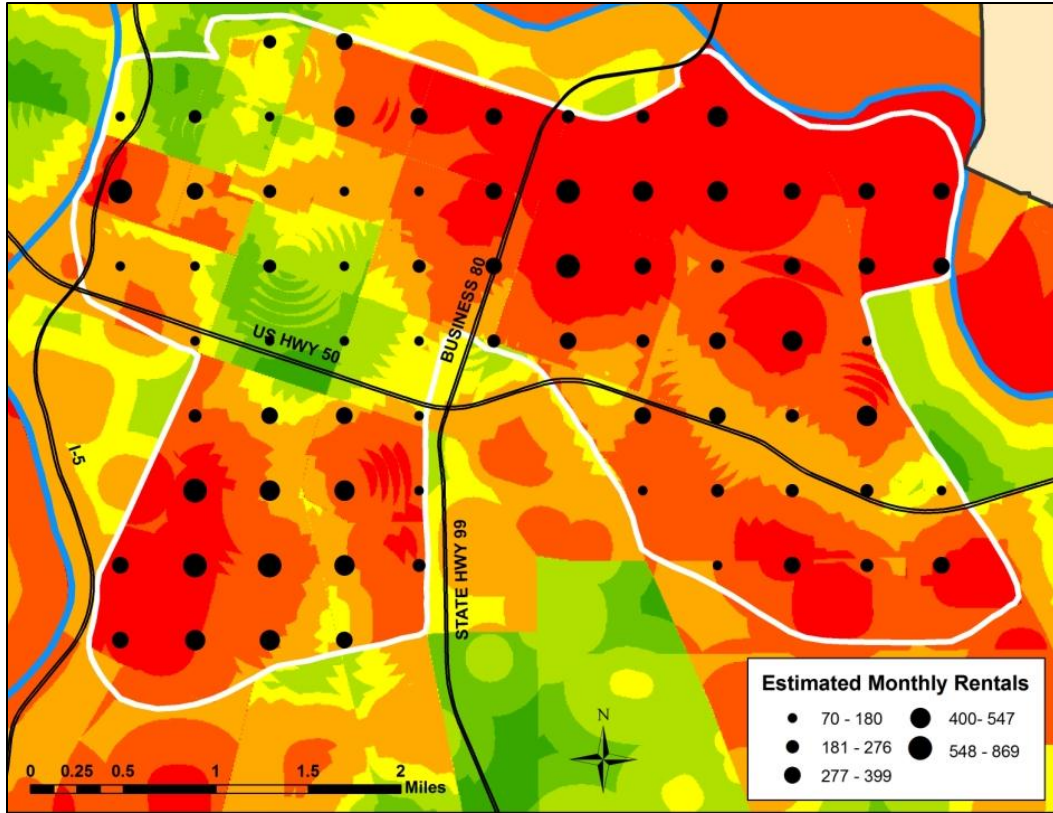 BUSINESS 80
US HWY 50
I-5
STATE HWY 99
N
Estimated Monthly Rentals
70 - 180
181 - 276
277 - 399
400- 547
548 - 869
0 0.25 0.5 1 1.5 2
Miles